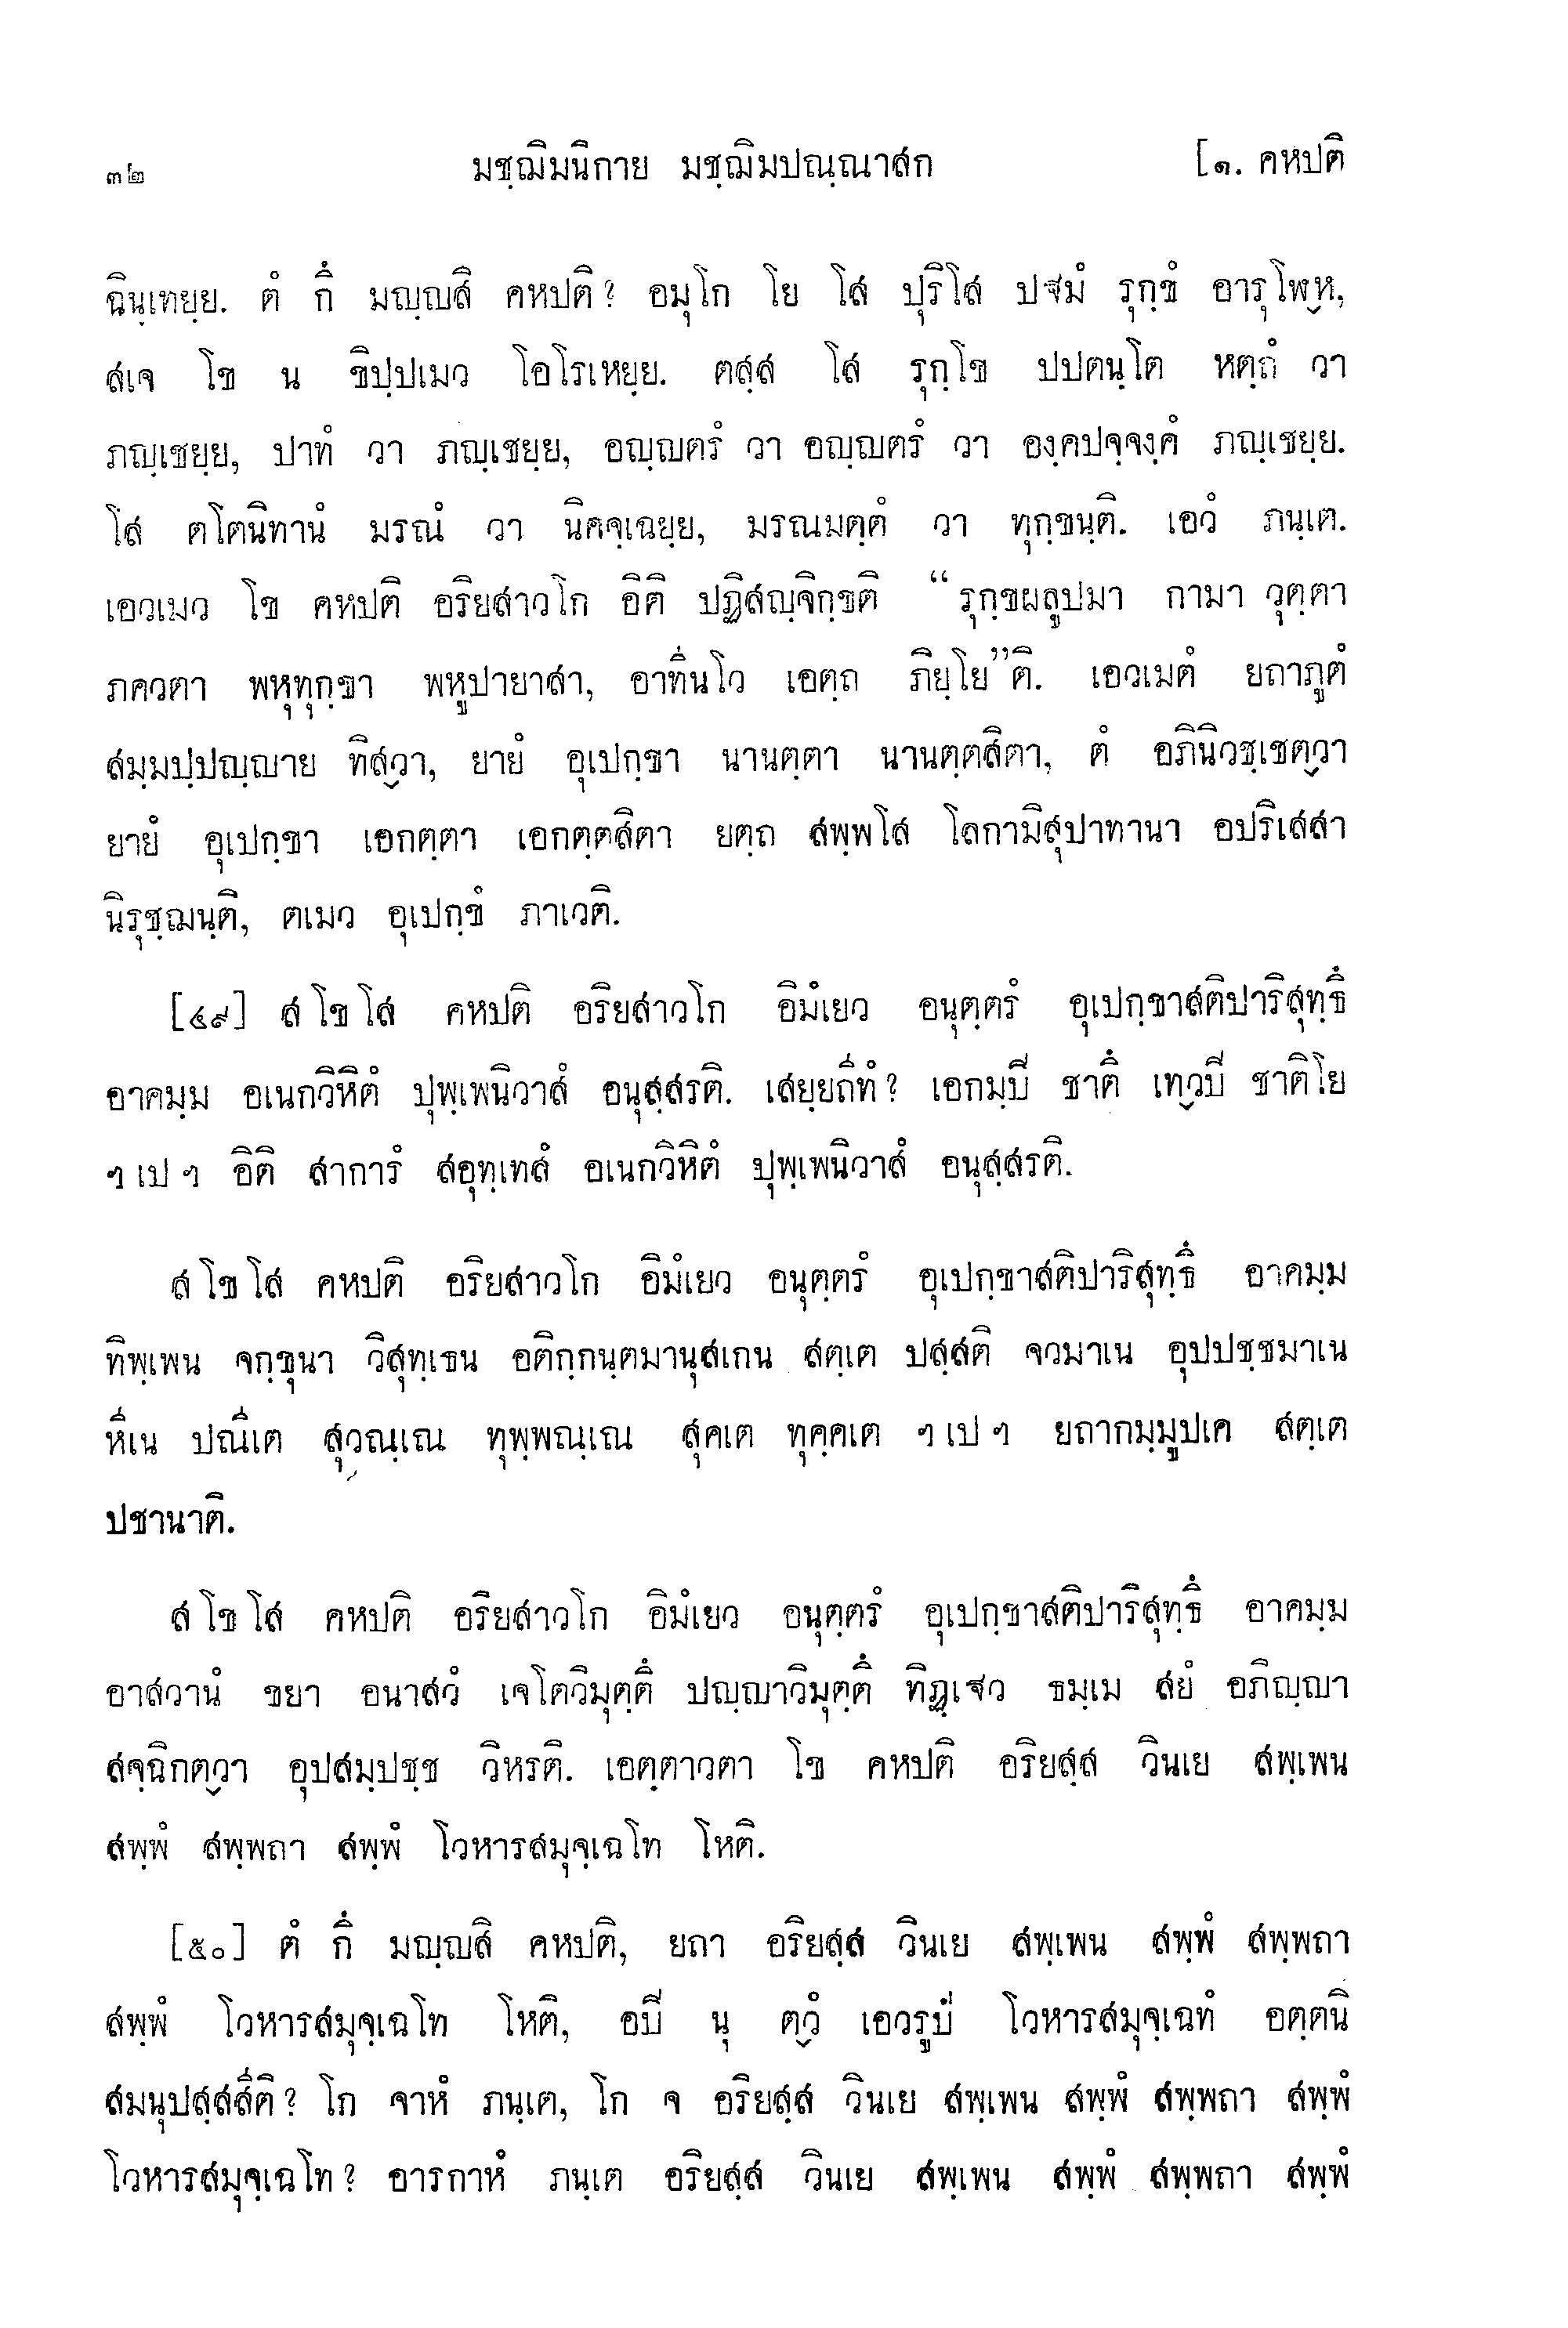 ๓๒ มชฺฌิมนิกาย มชฺฌิมปณฺณาสก [๑. คหปติ
ฉินฺเทยฺย. ตํ กึ มญฺญสิ คหปติ? อมุโก โย โส ปุริโส ปฐมํ รุกฺขํ อารุโฬฺห,
สเจ โข น ขิปฺปเมว โอโรเหยฺย. ตสฺส โส รุกฺโข ปปตนฺโต หตฺถํ วา
ภญฺเชยฺย, ปาทํ วา ภญฺเชยฺย, อญฺญตรํ วา อญฺญตรํ วา องฺคปจฺจงฺคํ ภญฺเชยฺย.
โส ตโตนิทานํ มรณํ วา นิคจฺเฉยฺย, มรณมตฺตํ วา ทุกฺขนฺติ. เอวํ ภนฺเต.
เอวเมว โข คหปติ อริยสาวโก อิติ ปฏิสญฺจิกฺขติ “รุกฺขผลูปมา กามา วุตฺตา
ภควตา พหุทุกฺขา พหูปายาสา, อาทีนโว เอตฺถ ภิยฺโย”ติ. เอวเมตํ ยถาภูตํ
สมฺมปฺปญฺญาย ทิสฺวา, ยายํ อุเปกฺขา นานตฺตา นานตฺตสิตา, ตํ อภินิวชฺเชตฺวา
ยายํ อุเปกฺขา เอกตฺตา เอกตฺตสิตา ยตฺถ สพฺพโส โลกามิสุปาทานา อปริเสสา
นิรุชฺฌนฺติ, ตเมว อุเปกฺขํ ภาเวติ.
[๔๙] ส โข โส คหปติ อริยสาวโก อิมํเยว อนุตฺตรํ อุเปกฺขาสติปาริสุทฺธึ
อาคมฺม อเนกวิหิตํ ปุพฺเพนิวาสํ อนุสฺสรติ. เสยฺยถีทํ? เอกมฺปี ชาตึ เทฺวปี ชาติโย
ฯ เป ฯ อิติ สาการํ สอุทฺเทสํ อเนกวิหิตํ ปุพฺเพนิวาสํ อนุสฺสรติ.
ส โข โส คหปติ อริยสาวโก อิมํเยว อนุตฺตรํ อุเปกฺขาสติปาริสุทฺธึ อาคมฺม
ทิพฺเพน จกฺขุนา วิสุทฺเธน อติกฺกนฺตมานุสเกน สตฺเต ปสฺสติ จวมาเน อุปปชฺชมาเน
หีเน ปณีเต สุวณฺเณ ทุพฺพณฺเณ สุคเต ทุคฺคเต ฯ เป ฯ ยถากมฺมูปเค สตฺเต
ปชานาติ.
ส โข โส คหปติ อริยสาวโก อิมํเยว อนุตฺตรํ อุเปกฺขาสติปาริสุทฺธึ อาคมฺม
อาสวานํ ขยา อนาสวํ เจโตวิมุตฺตึ ปญฺญาวิมุตฺตึ ทิฏฺเฐว ธมฺเม สยํ อภิญฺญา
สจฺฉิกตฺวา อุปสมฺปชฺช วิหรติ. เอตฺตาวตา โข คหปติ อริยสฺส วินเย สพฺเพน
สพฺพํ สพฺพถา สพฺพํ โวหารสมุจฺเฉโท โหติ.
[๕๐] ตํ กึ มญฺญสิ คหปติ, ยถา อริยสฺส วินเย สพฺเพน สพฺพํ สพฺพถา
สพฺพํ โวหารสมุจฺเฉโท โหติ, อปี นุ ตฺวํ เอวรูปํ โวหารสมุจฺเฉทํ อตฺตนิ
สมนุปสฺสสีติ? โก จาหํ ภนฺเต, โก จ อริยสฺส วินเย สพฺเพน สพฺพํ สพฺพถา สพฺพํ
โวหารสมุจฺเฉโท? อารกาหํ ภนฺเต อริยสฺส วินเย สพฺเพน สพฺพํ สพฺพถา สพฺพํ